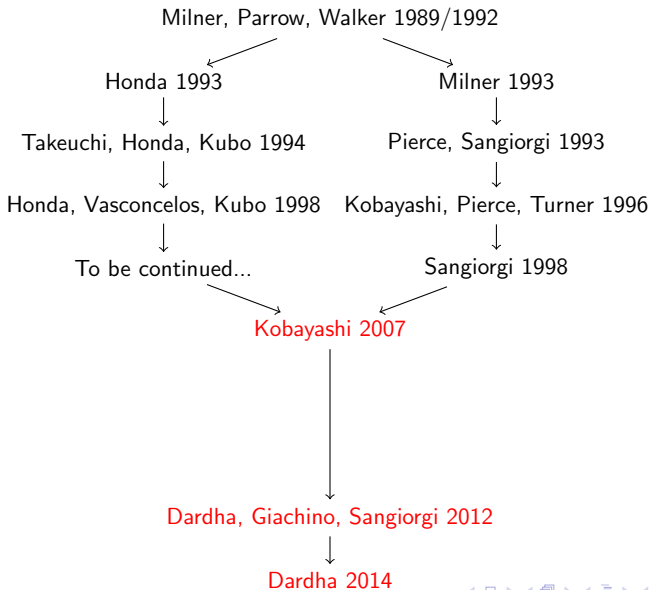 Milner, Parrow, Walker 1989/1992
Honda 1993
Milner 1993
Takeuchi, Honda, Kubo 1994
Pierce, Sangiorgi 1993
Honda, Vasconcelos, Kubo 1998
Kobayashi, Pierce, Turner 1996
To be continued...
Sangiorgi 1998
Kobayashi 2007
Dardha, Giachino, Sangiorgi 2012
Dardha 2014